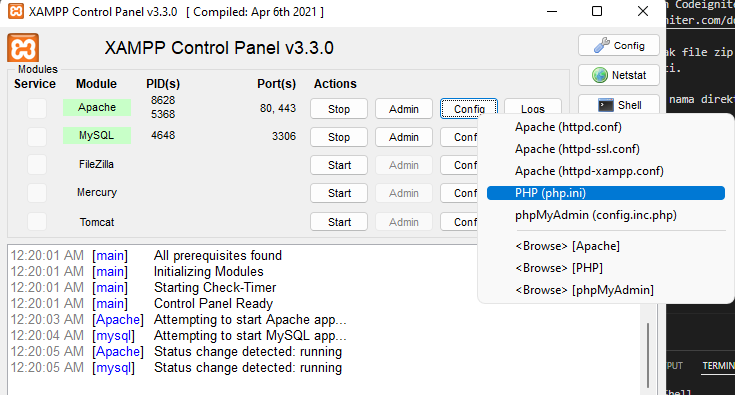 XAMPP Control Panel v3.3.0 [ Compiled: Apr 6th 2021 ]
XAMPP Control Panel v3.3.0
Config
Netstat
Shell
Modules
Service Module PID(s) Port(s) Actions
Apache 8628 5368 80, 443 Stop Admin Config Logs
MySQL 4648 3306 Stop Admin
FileZilla Start Admin
Mercury Start Admin
Tomcat Start Admin
Apache (httpd.conf)
Apache (httpd-ssl.conf)
Apache (httpd-xampp.conf)
PHP (php.ini)
phpMyAdmin (config.inc.php)
<Browse> [Apache]
<Browse> [PHP]
<Browse> [phpMyAdmin]
12:20:01 AM [main] All prerequisites found
12:20:01 AM [main] Initializing Modules
12:20:01 AM [main] Starting Check-Timer
12:20:01 AM [main] Control Panel Ready
12:20:03 AM [Apache] Attempting to start Apache app...
12:20:04 AM [mysql] Attempting to start MySQL app...
12:20:05 AM [Apache] Status change detected: running
12:20:05 AM [mysql] Status change detected: running
Codeignit
niter.com/do
ak file zip
ti.
nama direkt
PUT TERMIN
Shell